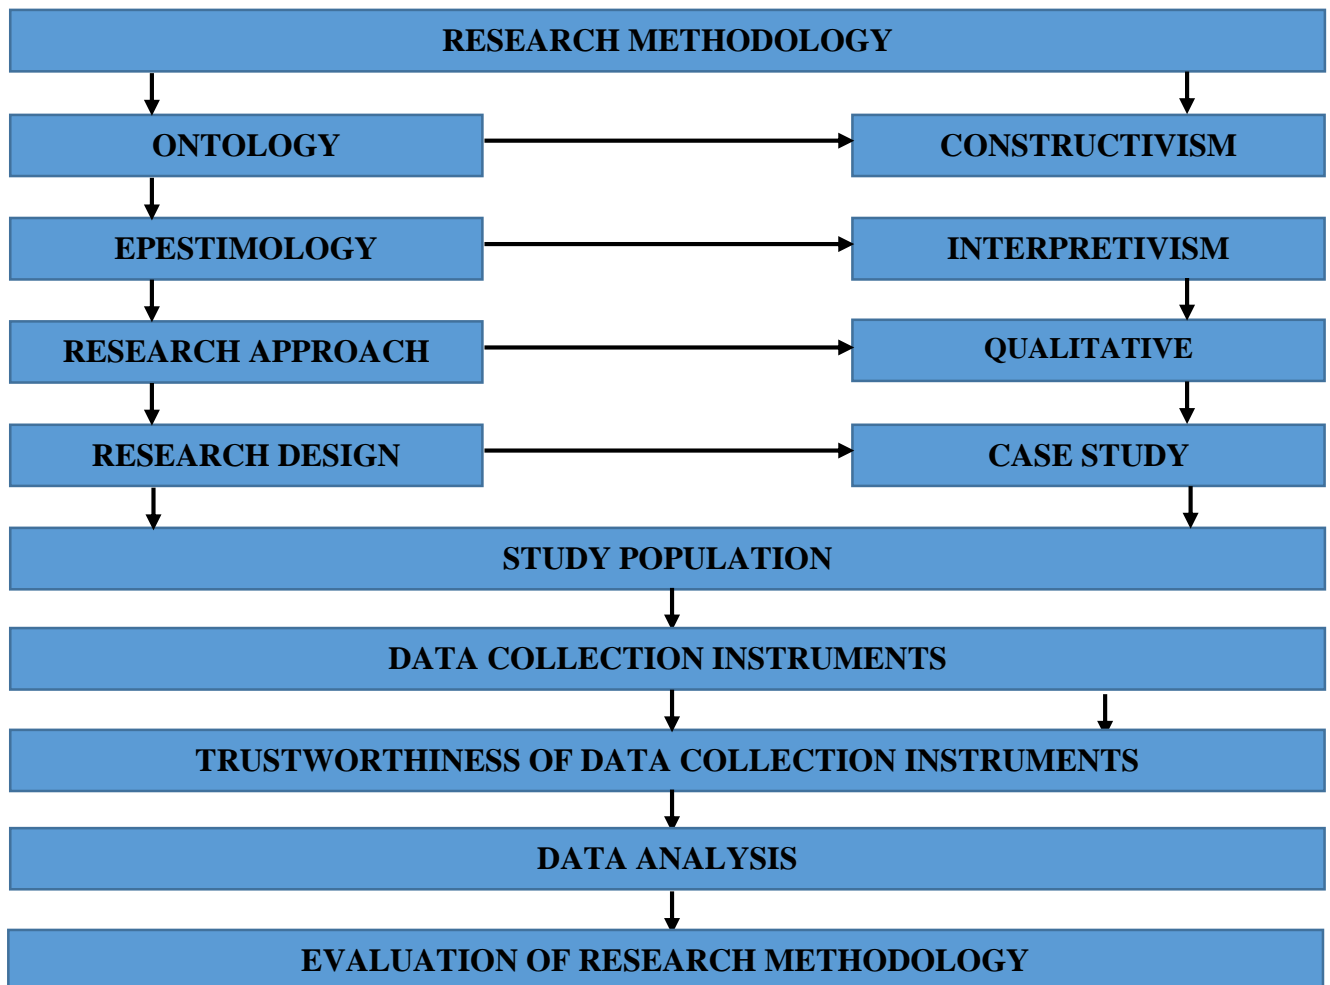 RESEARCH METHODOLOGY
ONTOLOGY
CONSTRUCTIVISM
EPESTIMOLOGY
INTERPRETIVISM
RESEARCH APPROACH
QUALITATIVE
RESEARCH DESIGN
CASE STUDY
STUDY POPULATION
DATA COLLECTION INSTRUMENTS
TRUSTWORTHINESS OF DATA COLLECTION INSTRUMENTS
DATA ANALYSIS
EVALUATION OF RESEARCH METHODOLOGY